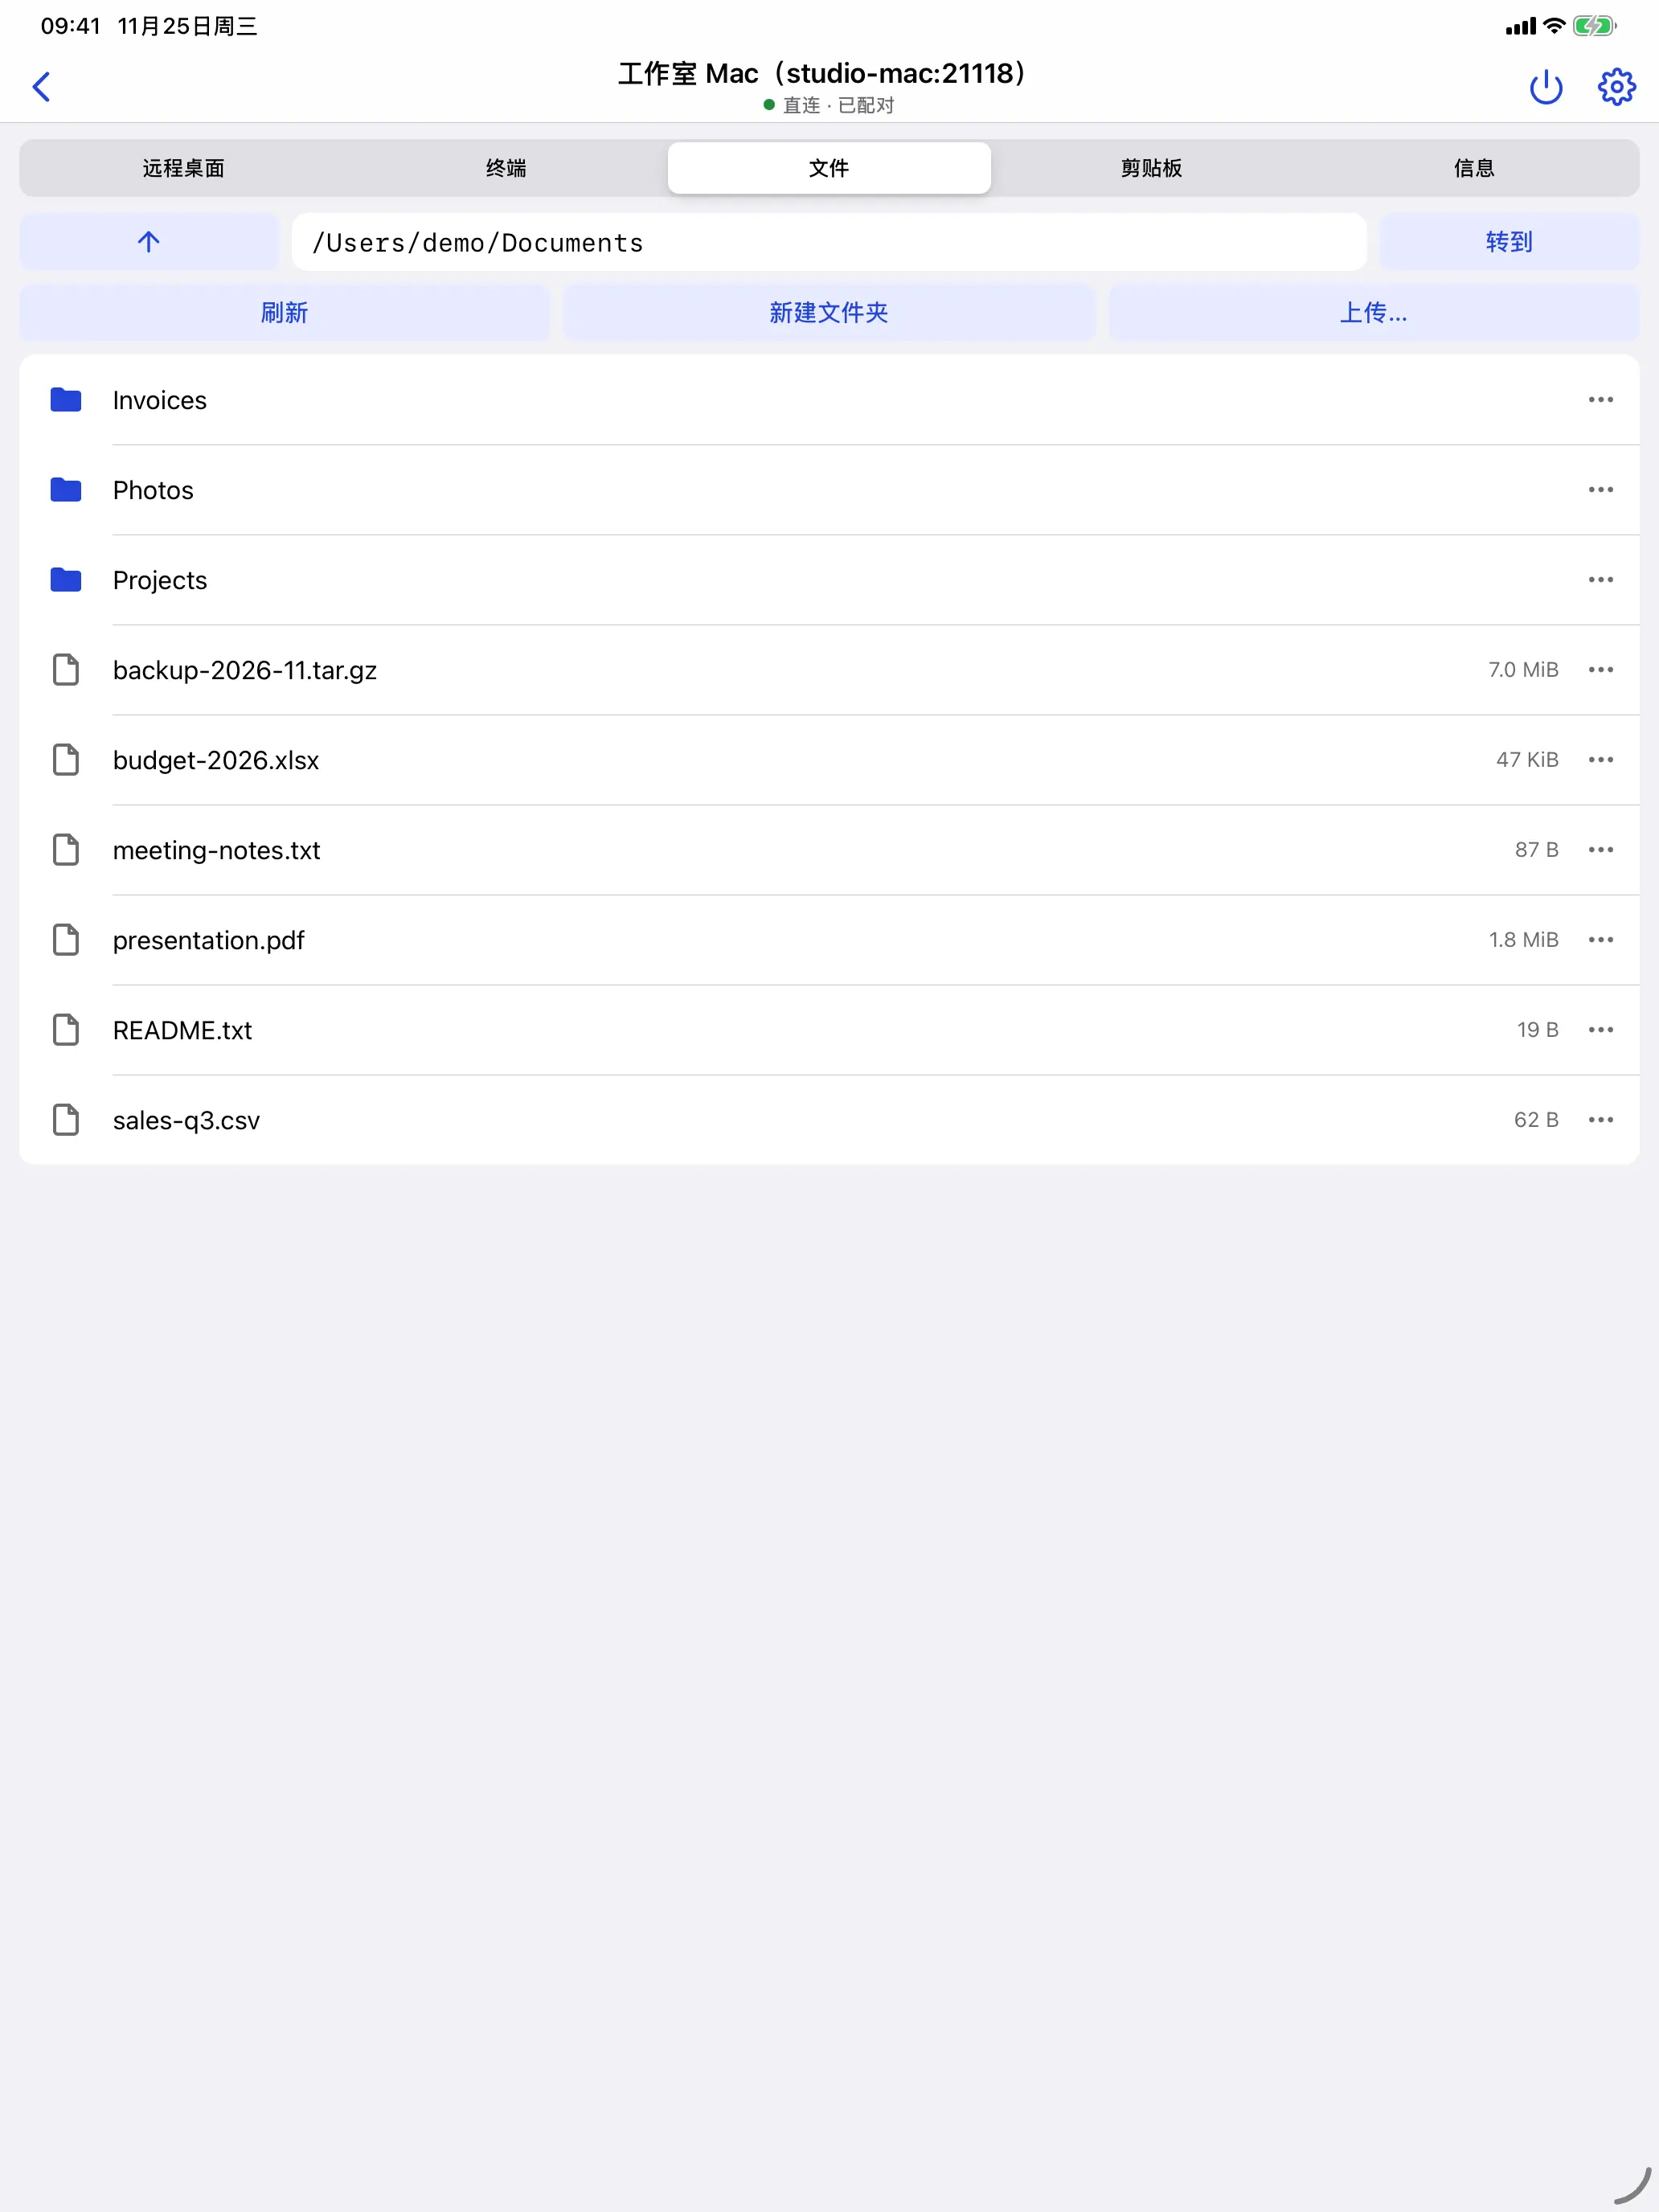 09:41 11月25日周三
工作室 Mac（studio-mac:21118）
直连 · 已配对
远程桌面 终端 文件 剪贴板 信息
/Users/demo/Documents 转到
刷新 新建文件夹 上传...
Invoices
Photos
Projects
backup-2026-11.tar.gz 7.0 MiB
budget-2026.xlsx 47 KiB
meeting-notes.txt 87 B
presentation.pdf 1.8 MiB
README.txt 19 B
sales-q3.csv 62 B